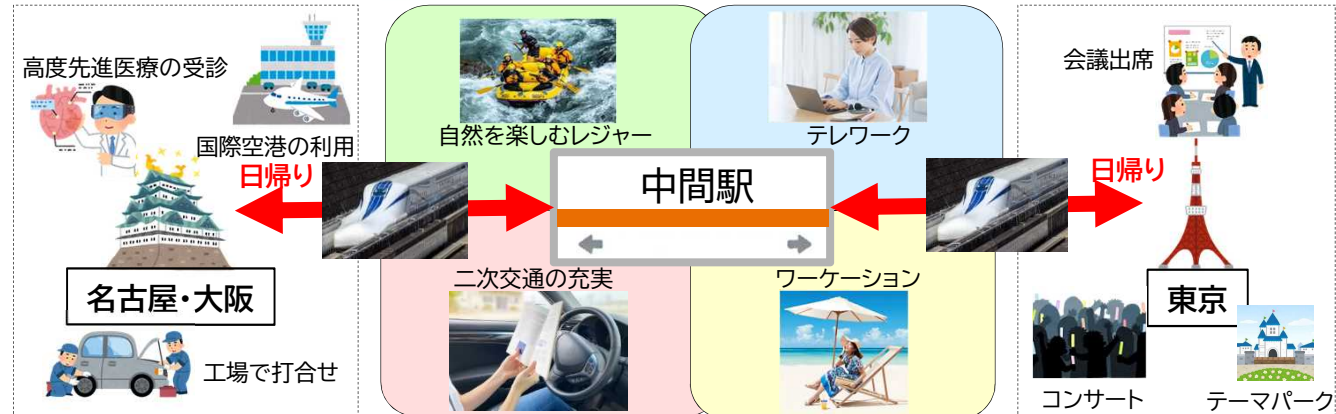 高度先進医療の受診
国際空港の利用
日帰り
名古屋・大阪
工場で打合せ
自然を楽しむレジャー
テレワーク
中間駅
二次交通の充実
ワーケーション
会議出席
日帰り
東京
コンサート
テーマパーク